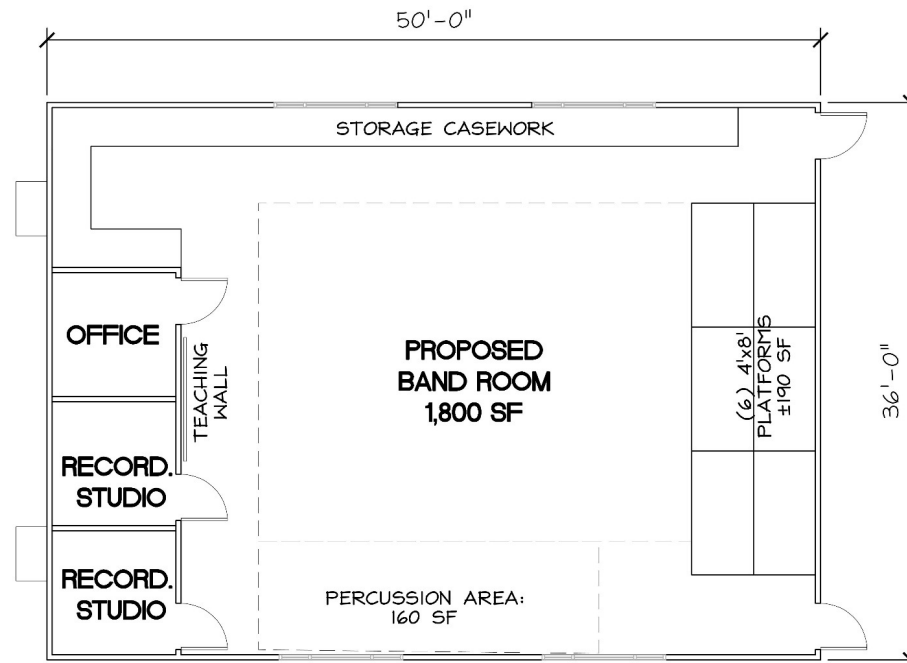 50'-0"
STORAGE CASEWORK
OFFICE
TEACHING
WALL
PROPOSED
BAND ROOM
1,800 SF
(6) 4'x8'
PLATFORMS
±190 SF
36'-0"
RECORD.
STUDIO
RECORD.
STUDIO
PERCUSSION AREA:
160 SF